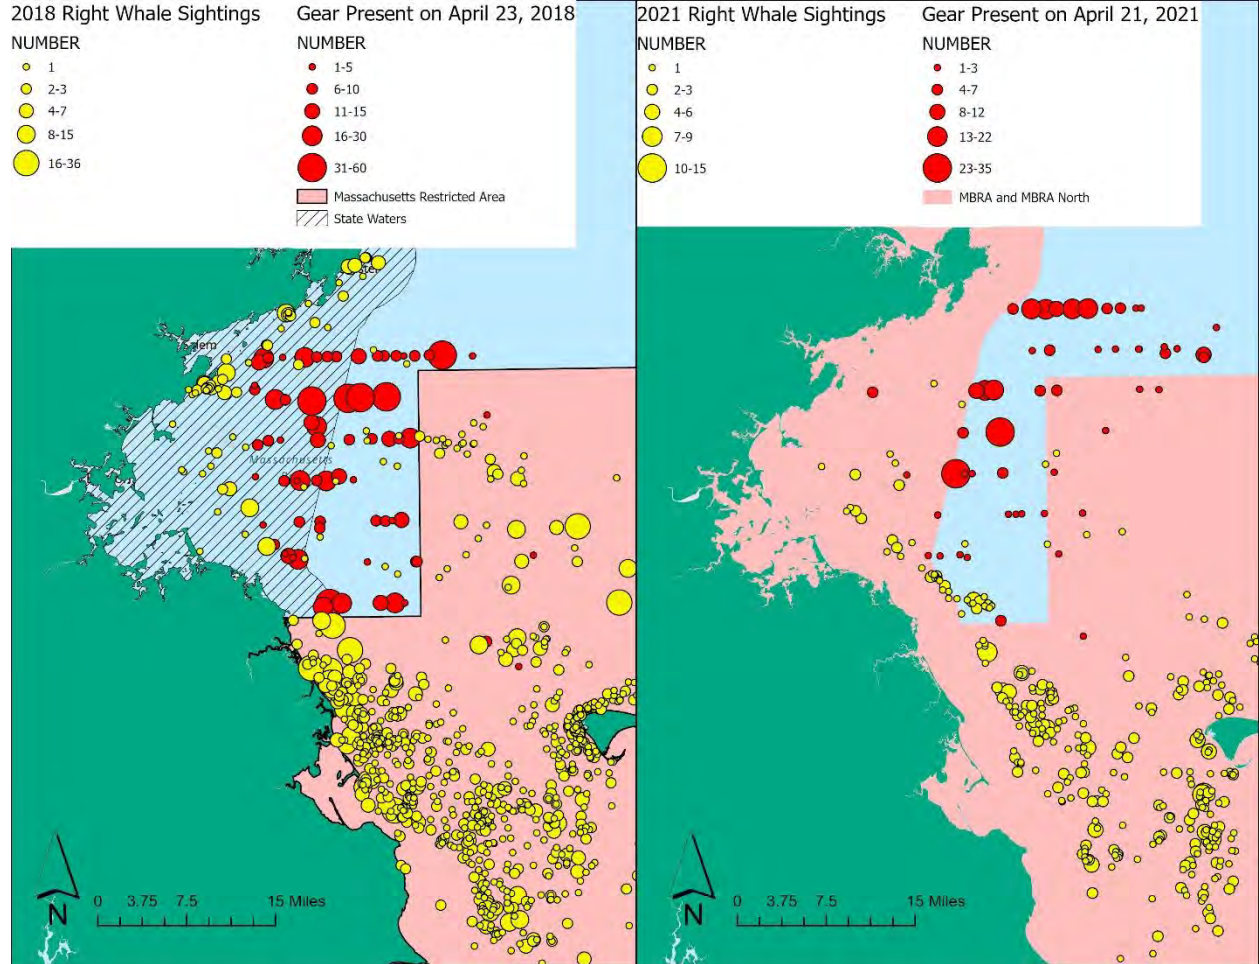 2018 Right Whale Sightings
NUMBER
1
2-3
4-7
8-15
16-36
Gear Present on April 23, 2018
NUMBER
1-5
6-10
11-15
16-30
31-60
Massachusetts Restricted Area
State Waters
Massachusetts
N
0 3.75 7.5 15 Miles
2021 Right Whale Sightings
NUMBER
1
2-3
4-6
7-9
10-15
Gear Present on April 21, 2021
NUMBER
1-3
4-7
8-12
13-22
23-35
MBRA and MBRA North
N
0 3.75 7.5 15 Miles